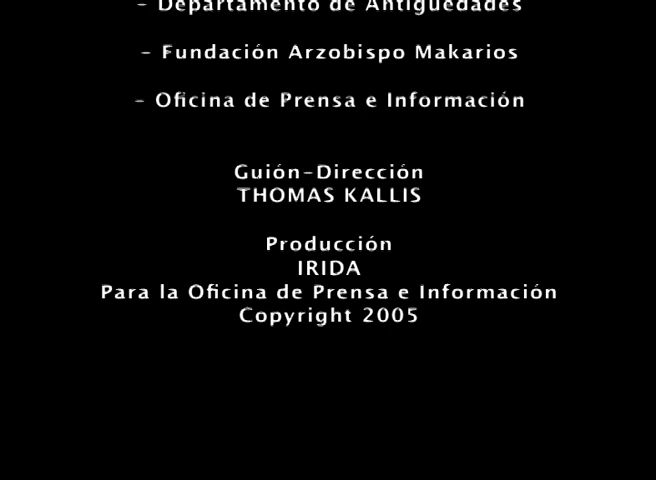 - Departamento de Antigüedades
- Fundación Arzobispo Makarios
- Oficina de Prensa e Información
Guión-Dirección
THOMAS KALLIS
Producción
IRIDA
Para la Oficina de Prensa e Información
Copyright 2005